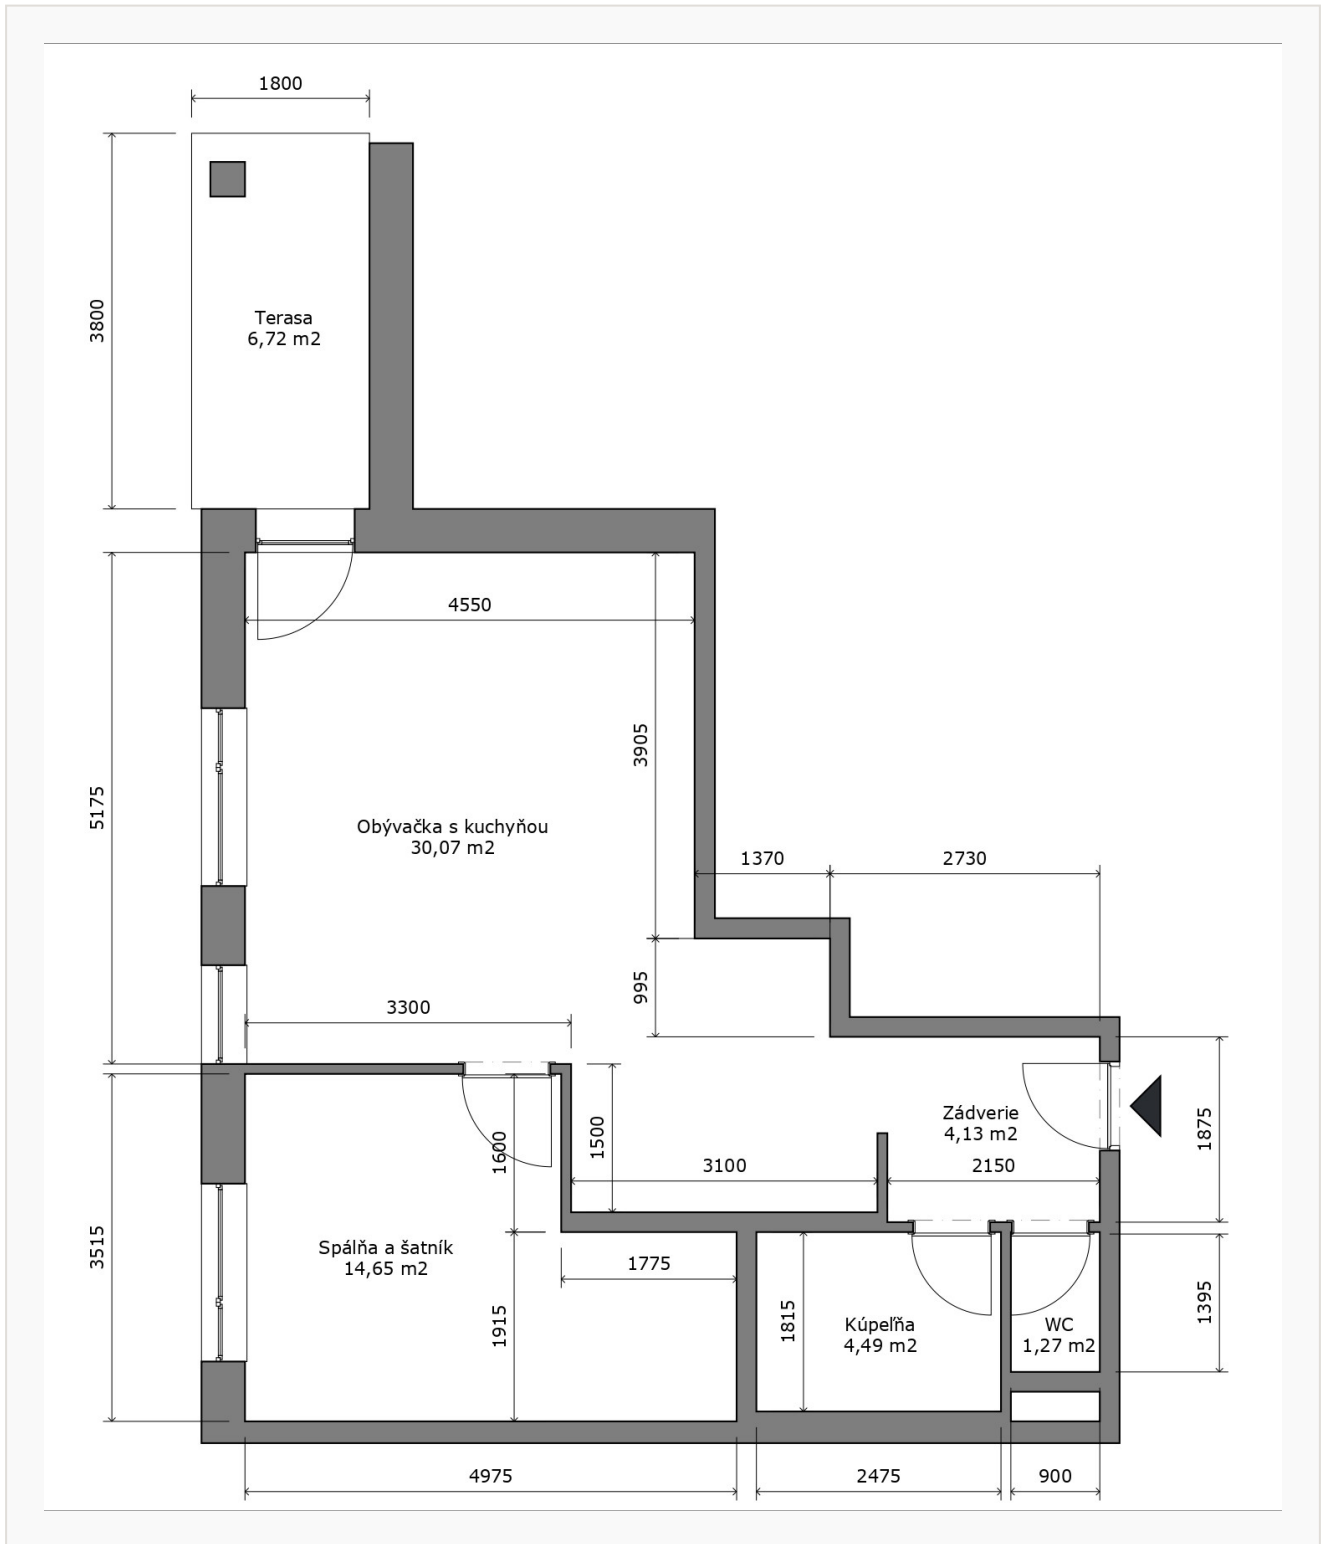 1800
3800
Terasa
6,72 m2
4550
3905
5175
Obývačka s kuchyňou
30,07 m2
1370
2730
995
3300
Zádverie
4,13 m2
1875
1500
1600
3100
2150
3515
Spálňa a šatník
14,65 m2
1775
1915
1815
Kúpeľňa
4,49 m2
WC
1,27 m2
1395
4975
2475
900